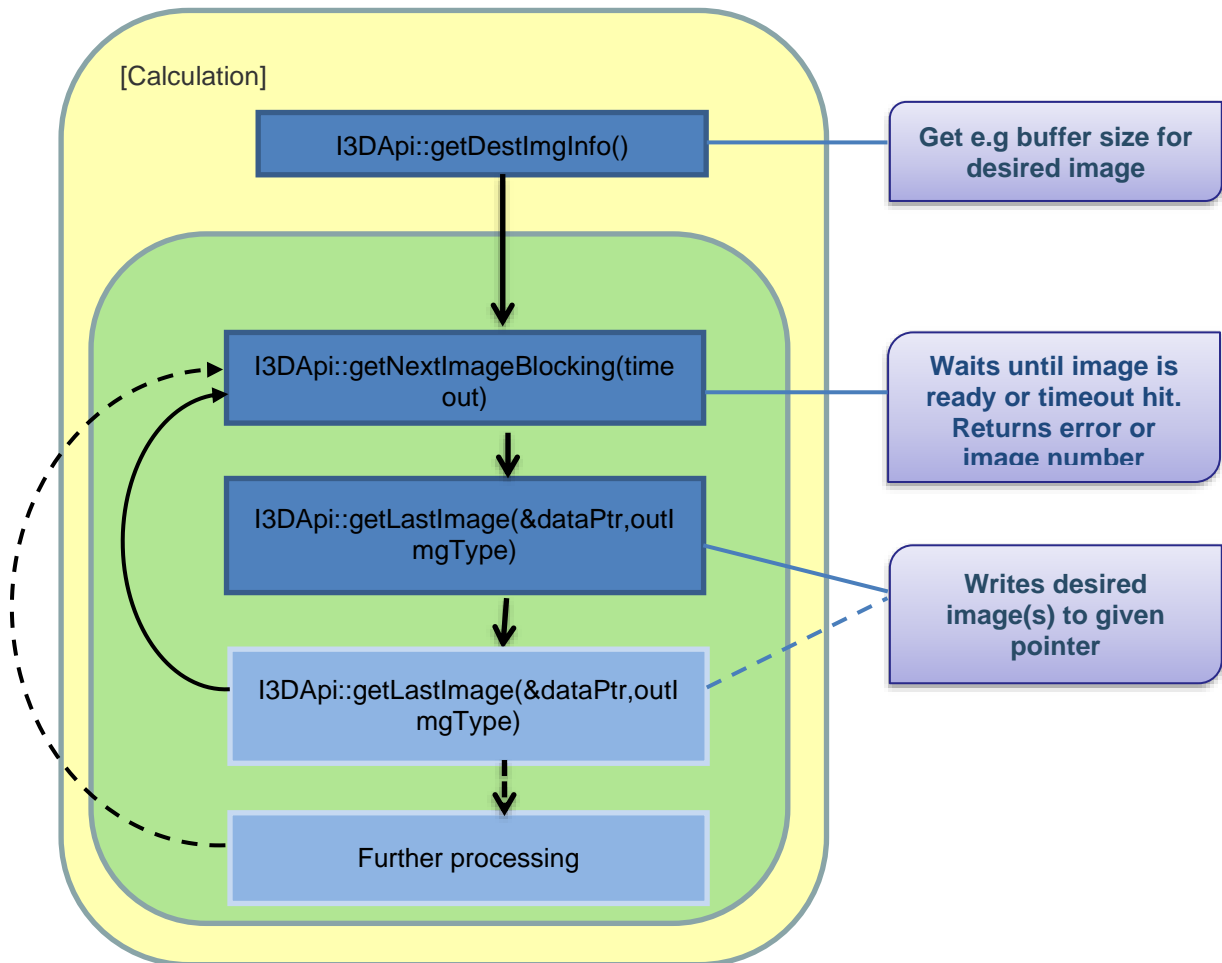 [Calculation]
I3DApi::getDestImgInfo()
Get e.g buffer size for
desired image
I3DApi::getNextImageBlocking(time
out)
Waits until image is
ready or timeout hit.
Returns error or
image number
I3DApi::getLastImage(&dataPtr,outI
mgType)
Writes desired
image(s) to given
pointer
I3DApi::getLastImage(&dataPtr,outI
mgType)
Further processing